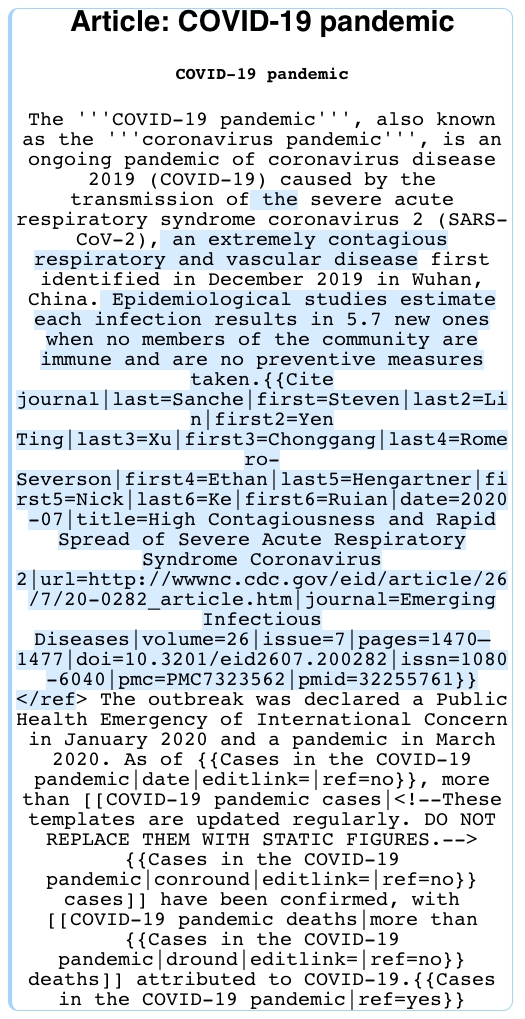 Article: COVID-19 pandemic
COVID-19 pandemic
The '''COVID-19 pandemic''', also known
as the '''coronavirus pandemic''', is an
ongoing pandemic of coronavirus disease
2019 (COVID-19) caused by the
transmission of the severe acute
respiratory syndrome coronavirus 2 (SARS-
CoV-2), an extremely contagious
respiratory and vascular disease first
identified in December 2019 in Wuhan,
China. Epidemiological studies estimate
each infection results in 5.7 new ones
when no members of the community are
immune and are no preventive measures
taken.{{Cite
journal|last=Sanche|first=Steven|last2=Li
n|first2=Yen
Ting|last3=Xu|first3=Chonggang|last4=Rome
ro-
Severson|first4=Ethan|last5=Hengartner|fi
rst5=Nick|last6=Ke|first6=Ruian|date=2020
-07|title=High Contagiousness and Rapid
Spread of Severe Acute Respiratory
Syndrome Coronavirus
2|url=http://wwwnc.cdc.gov/eid/article/26
/7/20-0282_article.htm|journal=Emerging
Infectious
Diseases|volume=26|issue=7|pages=1470–
1477|doi=10.3201/eid2607.200282|issn=1080
-6040|pmc=PMC7323562|pmid=32255761}}
</ref> The outbreak was declared a Public
Health Emergency of International Concern
in January 2020 and a pandemic in March
2020. As of {{Cases in the COVID-19
pandemic|date|editlink=|ref=no}}, more
than [[COVID-19 pandemic cases|<!--These
templates are updated regularly. DO NOT
REPLACE THEM WITH STATIC FIGURES.-->
{{Cases in the COVID-19
pandemic|conround|editlink=|ref=no}}
cases]] have been confirmed, with
[[COVID-19 pandemic deaths|more than
{{Cases in the COVID-19
pandemic|dround|editlink=|ref=no}}
deaths]] attributed to COVID-19.{{Cases
in the COVID-19 pandemic|ref=yes}}